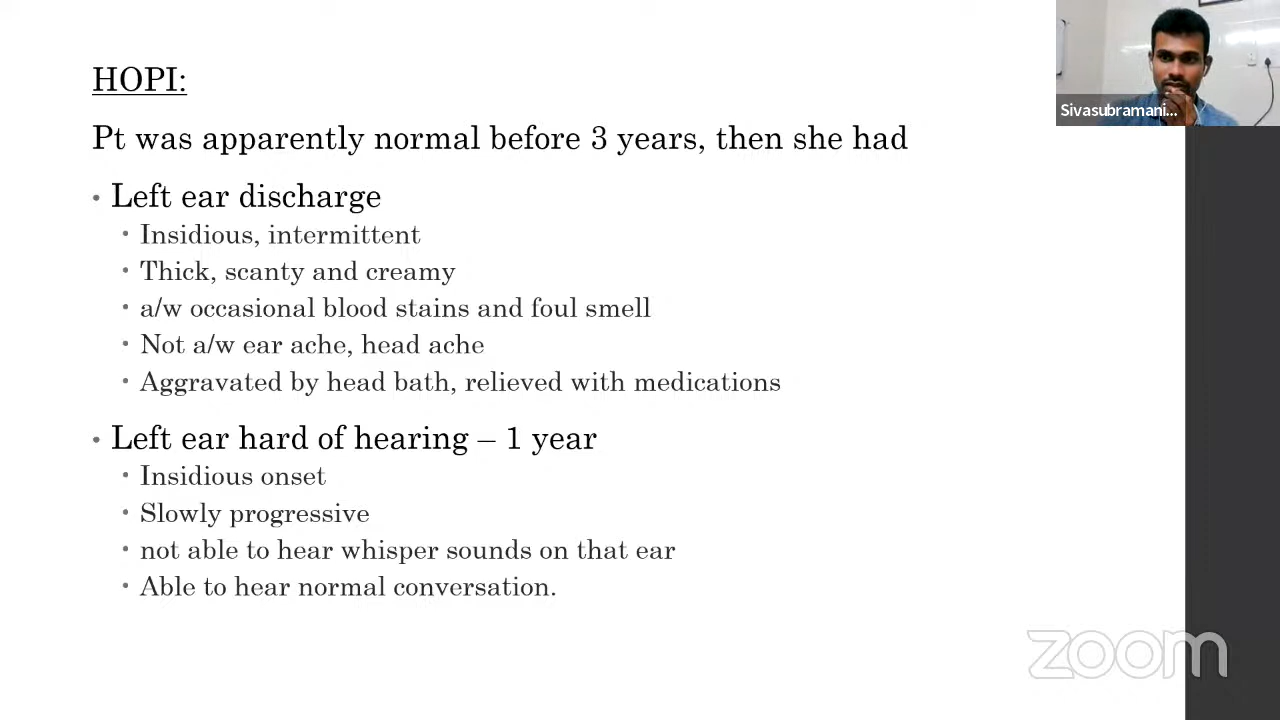 HOPI:
Pt was apparently normal before 3 years, then she had
• Left ear discharge
• Insidious, intermittent
• Thick, scanty and creamy
• a/w occasional blood stains and foul smell
• Not a/w ear ache, head ache
• Aggravated by head bath, relieved with medications
• Left ear hard of hearing – 1 year
• Insidious onset
• Slowly progressive
• not able to hear whisper sounds on that ear
• Able to hear normal conversation.
Sivasubramani...
zoom